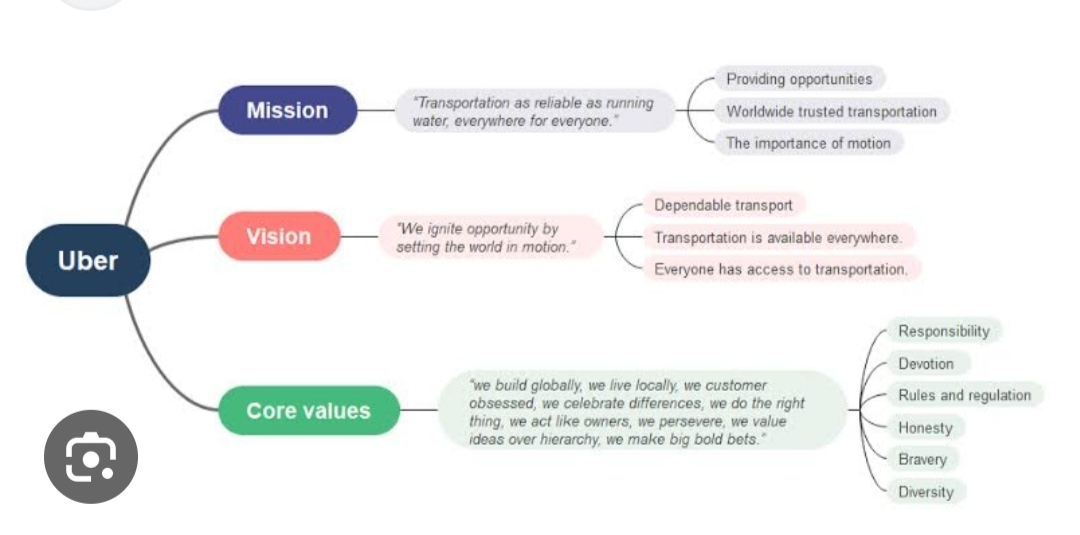 Uber
Mission
"Transportation as reliable as running
water, everywhere for everyone."
Providing opportunities
Worldwide trusted transportation
The importance of motion
Vision
"We ignite opportunity by
setting the world in motion."
Dependable transport
Transportation is available everywhere.
Everyone has access to transportation.
Core values
"we build globally, we live locally, we customer
obsessed, we celebrate differences, we do the right
thing, we act like owners, we persevere, we value
ideas over hierarchy, we make big bold bets."
Responsibility
Devotion
Rules and regulation
Honesty
Bravery
Diversity